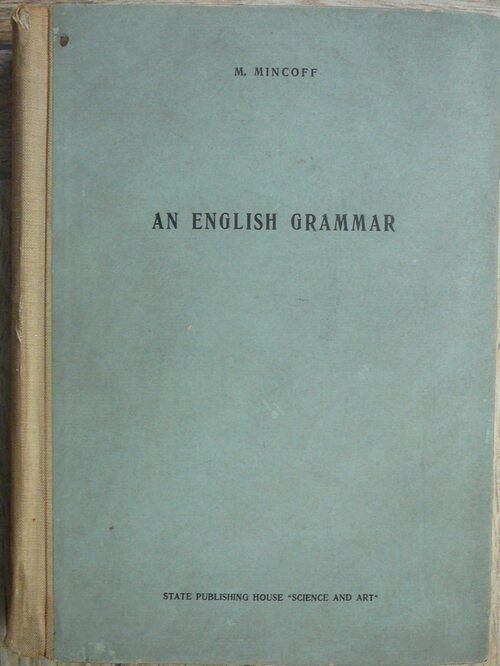 M. MINCOFF
AN ENGLISH GRAMMAR
STATE PUBLISHING HOUSE "SCIENCE AND ART"